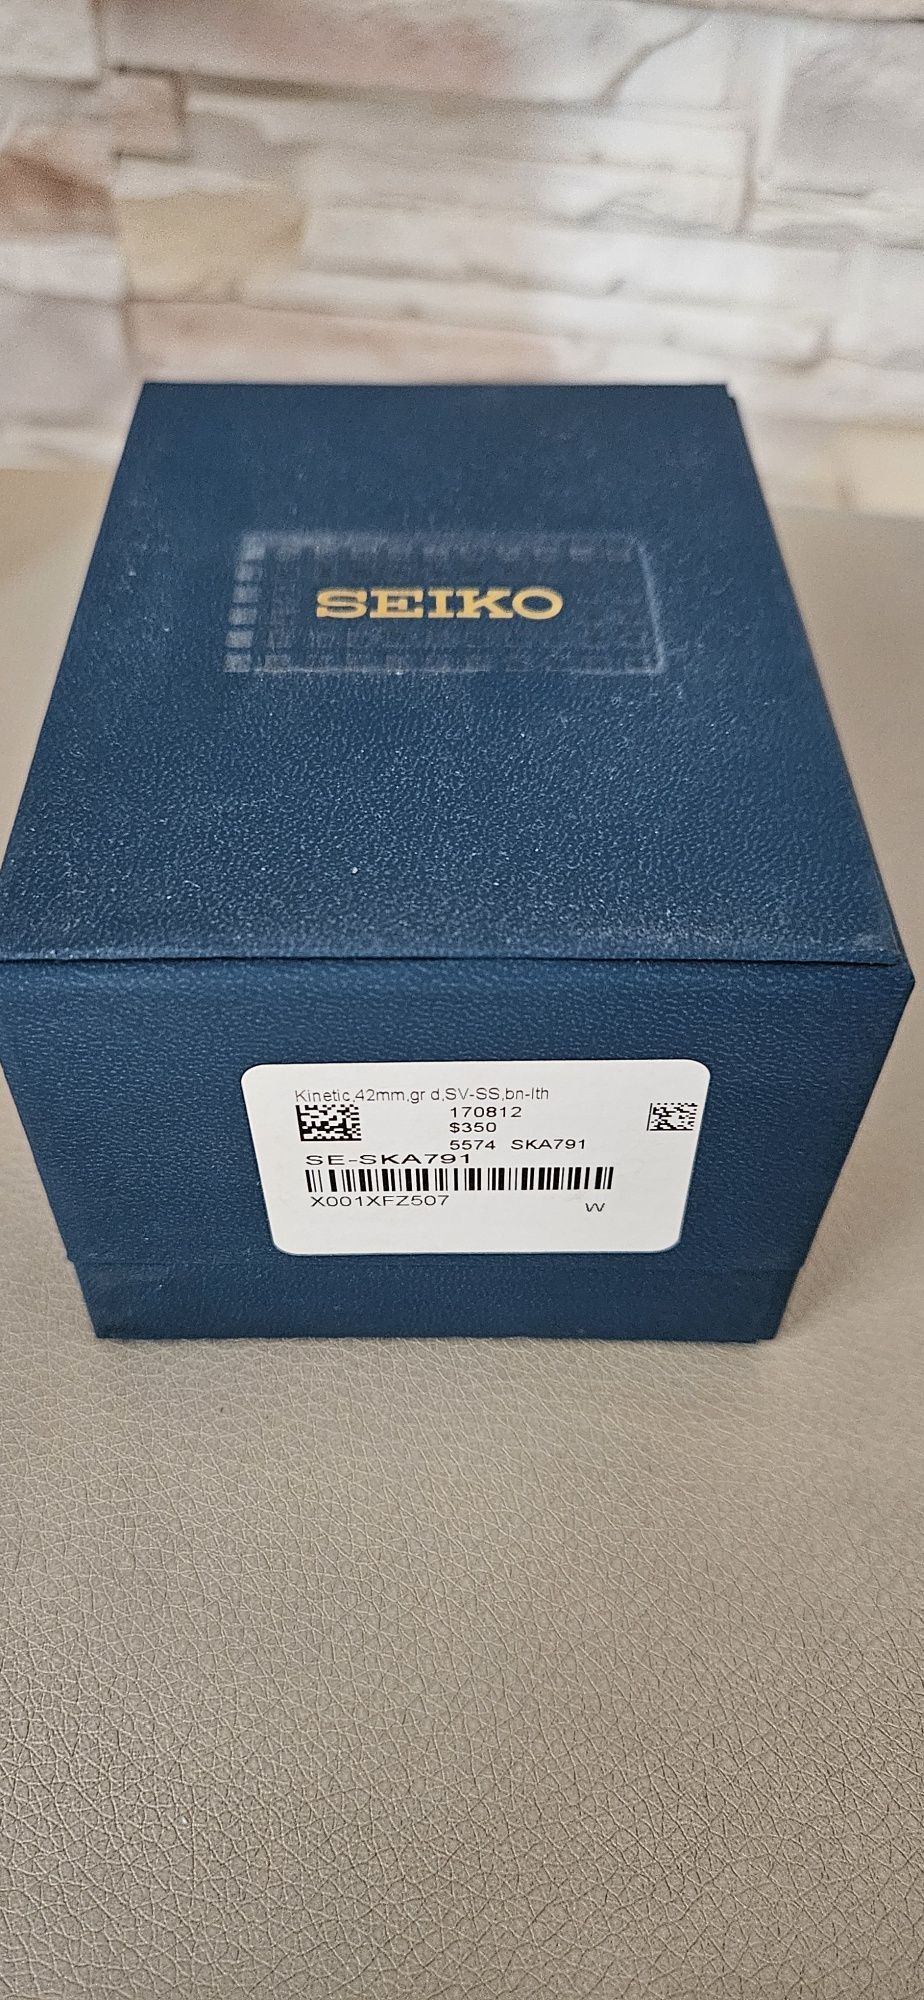 SEIKO
Kinetic,42mm,gr d,SV-SS,bn-lth
170812
$350
5574 SKA791
SE-SKA791
X001XFZ507
W